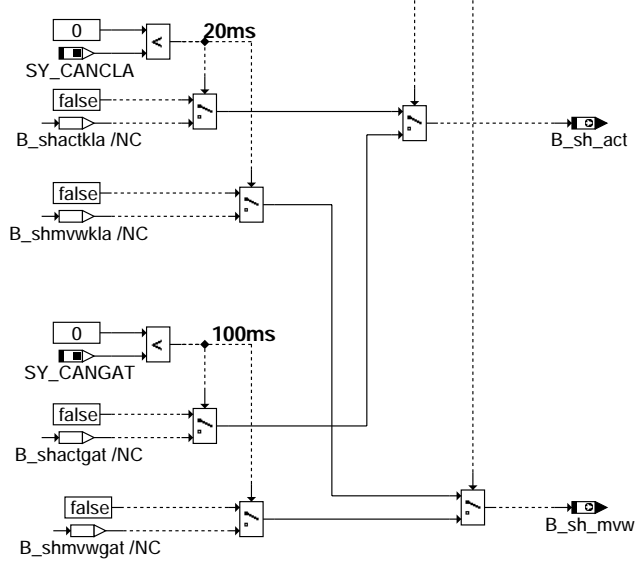 0
20ms
<
SY_CANCLA
false
B_shactkla /NC
B_sh_act
false
B_shmvwkla /NC
0
100ms
<
SY_CANGAT
false
B_shactgat /NC
false
B_sh_mvw
B_shmvwgat /NC